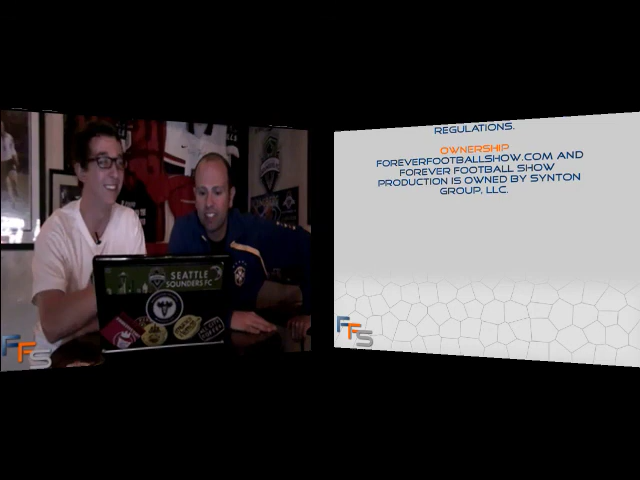 SEATTLE
SOUNDERS FC
FFS
REGULATIONS.
OWNERSHIP
FOREVERFOOTBALLSHOW.COM AND
FOREVER FOOTBALL SHOW
PRODUCTION IS OWNED BY SYNTON
GROUP, LLC.
FFS